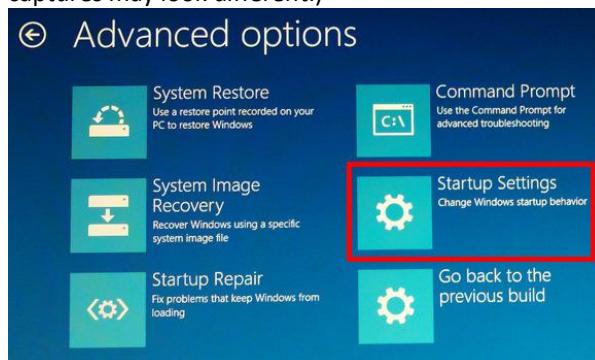 Advanced options
System Restore
Use a restore point recorded on your
PC to restore Windows
System Image
Recovery
Recover Windows using a specific
system image file
Startup Repair
Fix problems that keep Windows from
loading
Command Prompt
Use the Command Prompt for
advanced troubleshooting
C:\
Startup Settings
Change Windows startup behavior
Go back to the
previous build